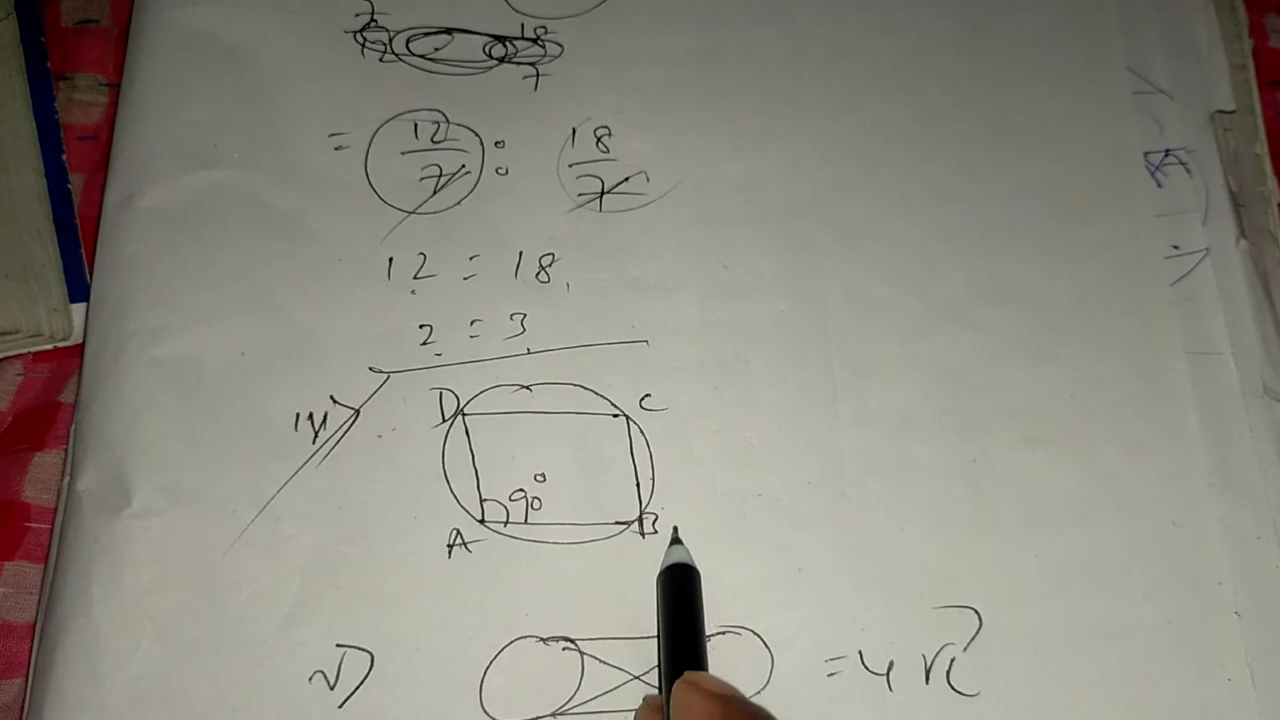 = 12/7 : 18/7
12 : 18,
2 : 3
iv)
D C
90°
A B
v) = 4